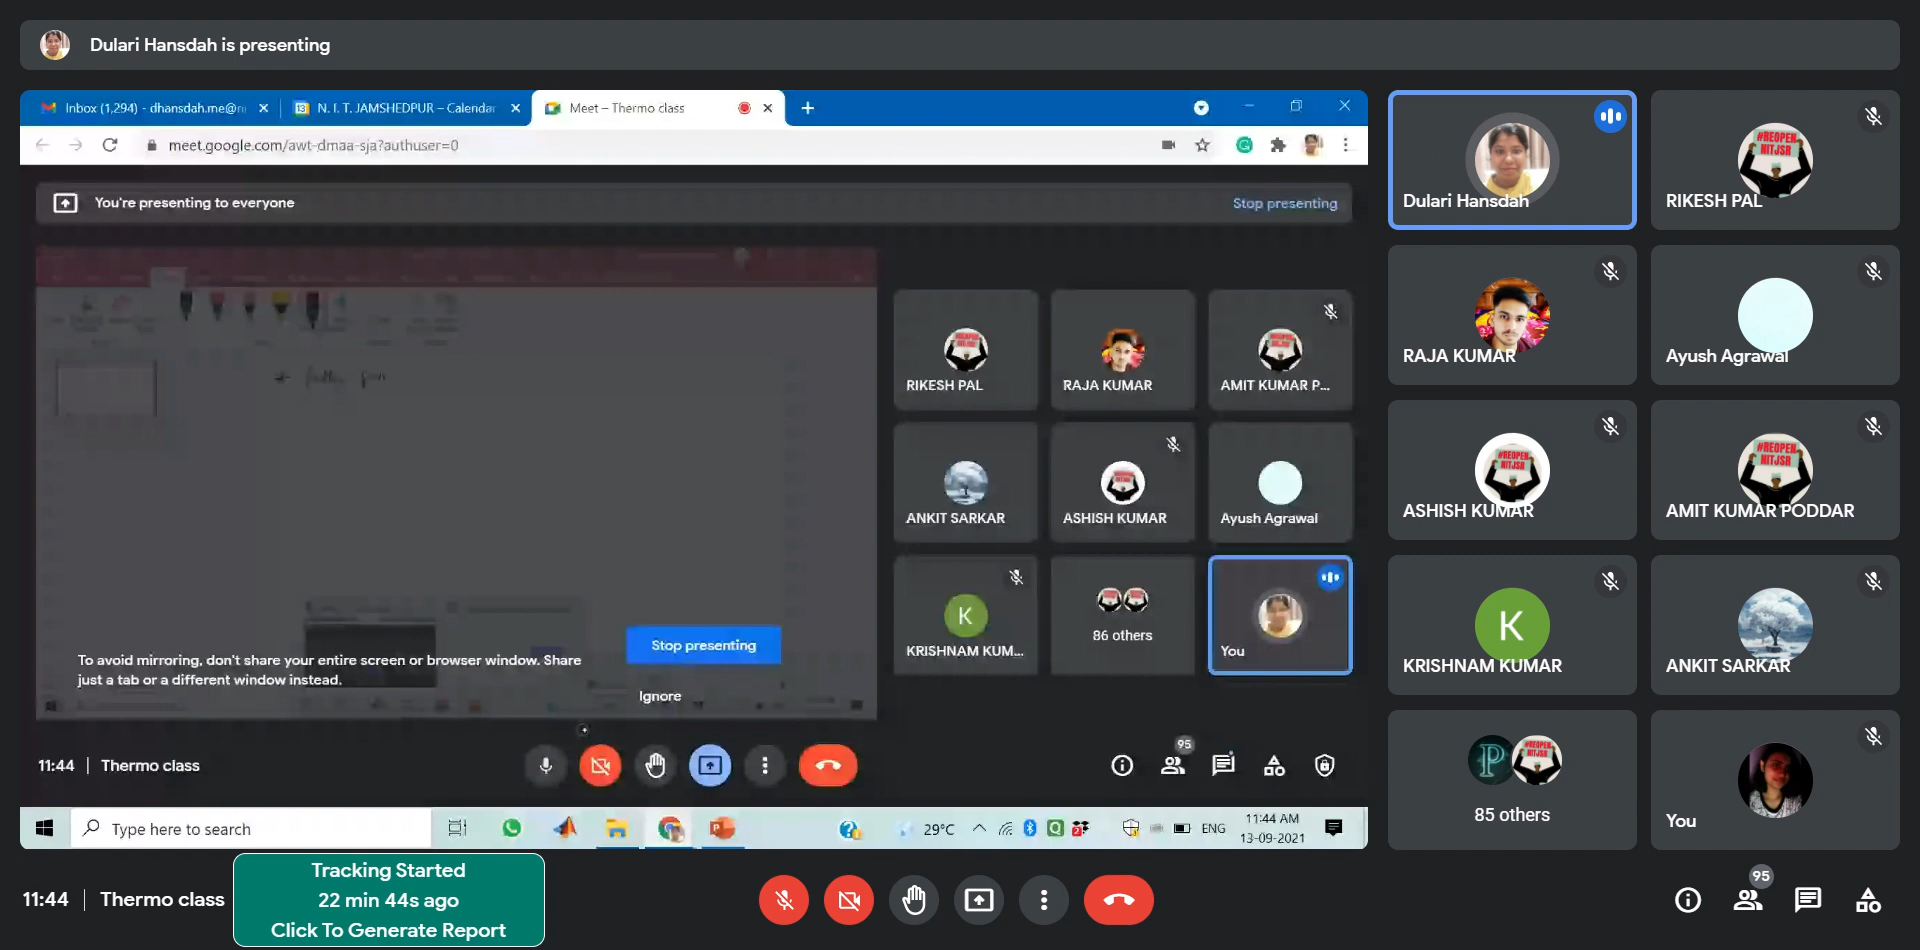 Dulari Hansdah is presenting
Inbox (1,294) - dhansdah.me@
N. I. T. JAMSHEDPUR – Calendar
Meet – Thermo class
meet.google.com/awt-dmaa-sja?authuser=0
You're presenting to everyone
Stop presenting
RIKESH PAL
RAJA KUMAR
AMIT KUMAR P...
ANKIT SARKAR
ASHISH KUMAR
Ayush Agrawal
KRISHNAM KUM...
86 others
You
To avoid mirroring, don't share your entire screen or browser window. Share
just a tab or a different window instead.
Stop presenting
Ignore
11:44 | Thermo class
95
Type here to search
29°C
ENG
11:44 AM
13-09-2021
Dulari Hansdah
RIKESH PAL
#REOPEN
NITJSR
RAJA KUMAR
Ayush Agrawal
ASHISH KUMAR
#REOPEN
NITJSR
AMIT KUMAR PODDAR
#REOPEN
NITJSR
K
KRISHNAM KUMAR
ANKIT SARKAR
P
85 others
You
11:44 | Thermo class
Tracking Started
22 min 44s ago
Click To Generate Report
95